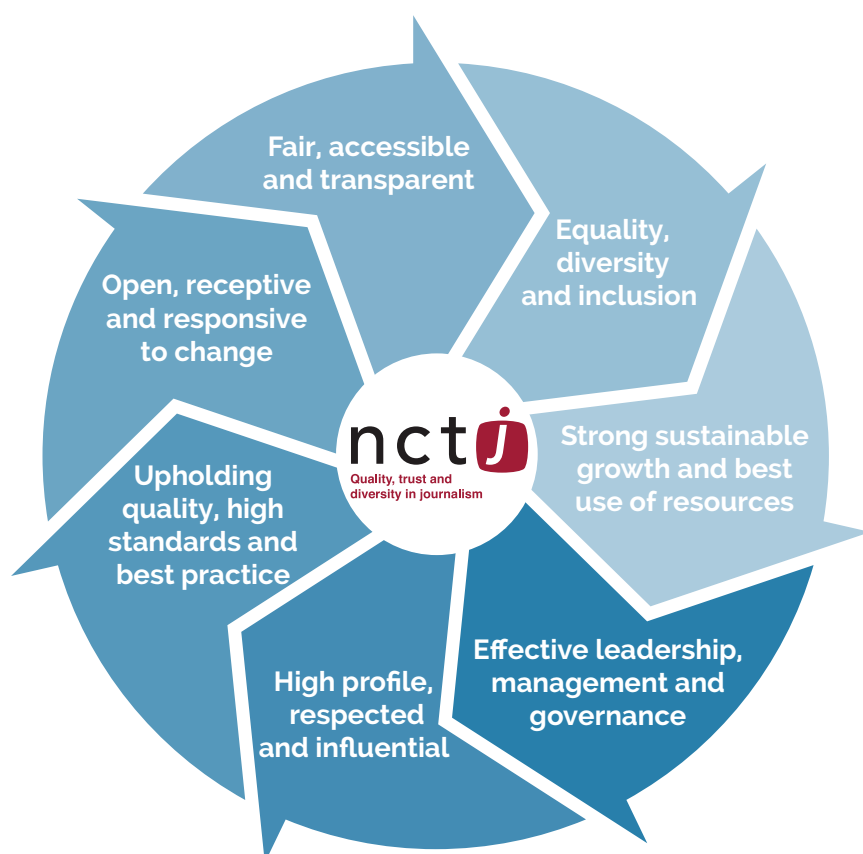 Fair, accessible
and transparent
Equality,
diversity
and inclusion
Strong sustainable
growth and best
use of resources
Effective leadership,
management and
governance
High profile,
respected
and influential
Upholding
quality, high
standards and
best practice
Open, receptive
and responsive
to change
nctj
Quality, trust and
diversity in journalism